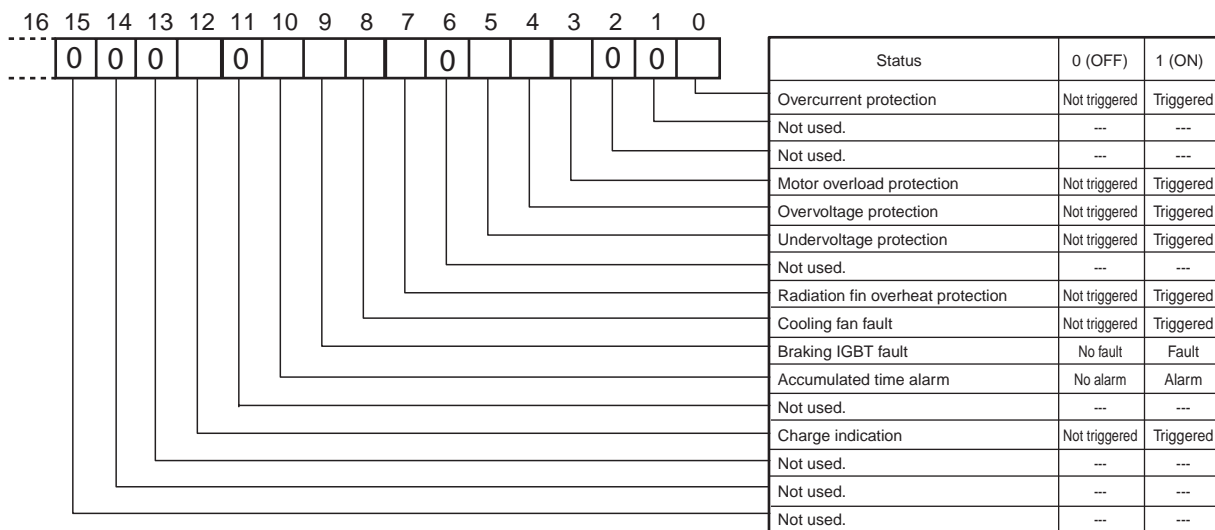 16 15 14 13 12 11 10 9 8 7 6 5 4 3 2 1 0
0 0 0 0 0 0 0
Status 0 (OFF) 1 (ON)
Overcurrent protection Not triggered Triggered
Not used. --- ---
Not used. --- ---
Motor overload protection Not triggered Triggered
Overvoltage protection Not triggered Triggered
Undervoltage protection Not triggered Triggered
Not used. --- ---
Radiation fin overheat protection Not triggered Triggered
Cooling fan fault Not triggered Triggered
Braking IGBT fault No fault Fault
Accumulated time alarm No alarm Alarm
Not used. --- ---
Charge indication Not triggered Triggered
Not used. --- ---
Not used. --- ---
Not used. --- ---